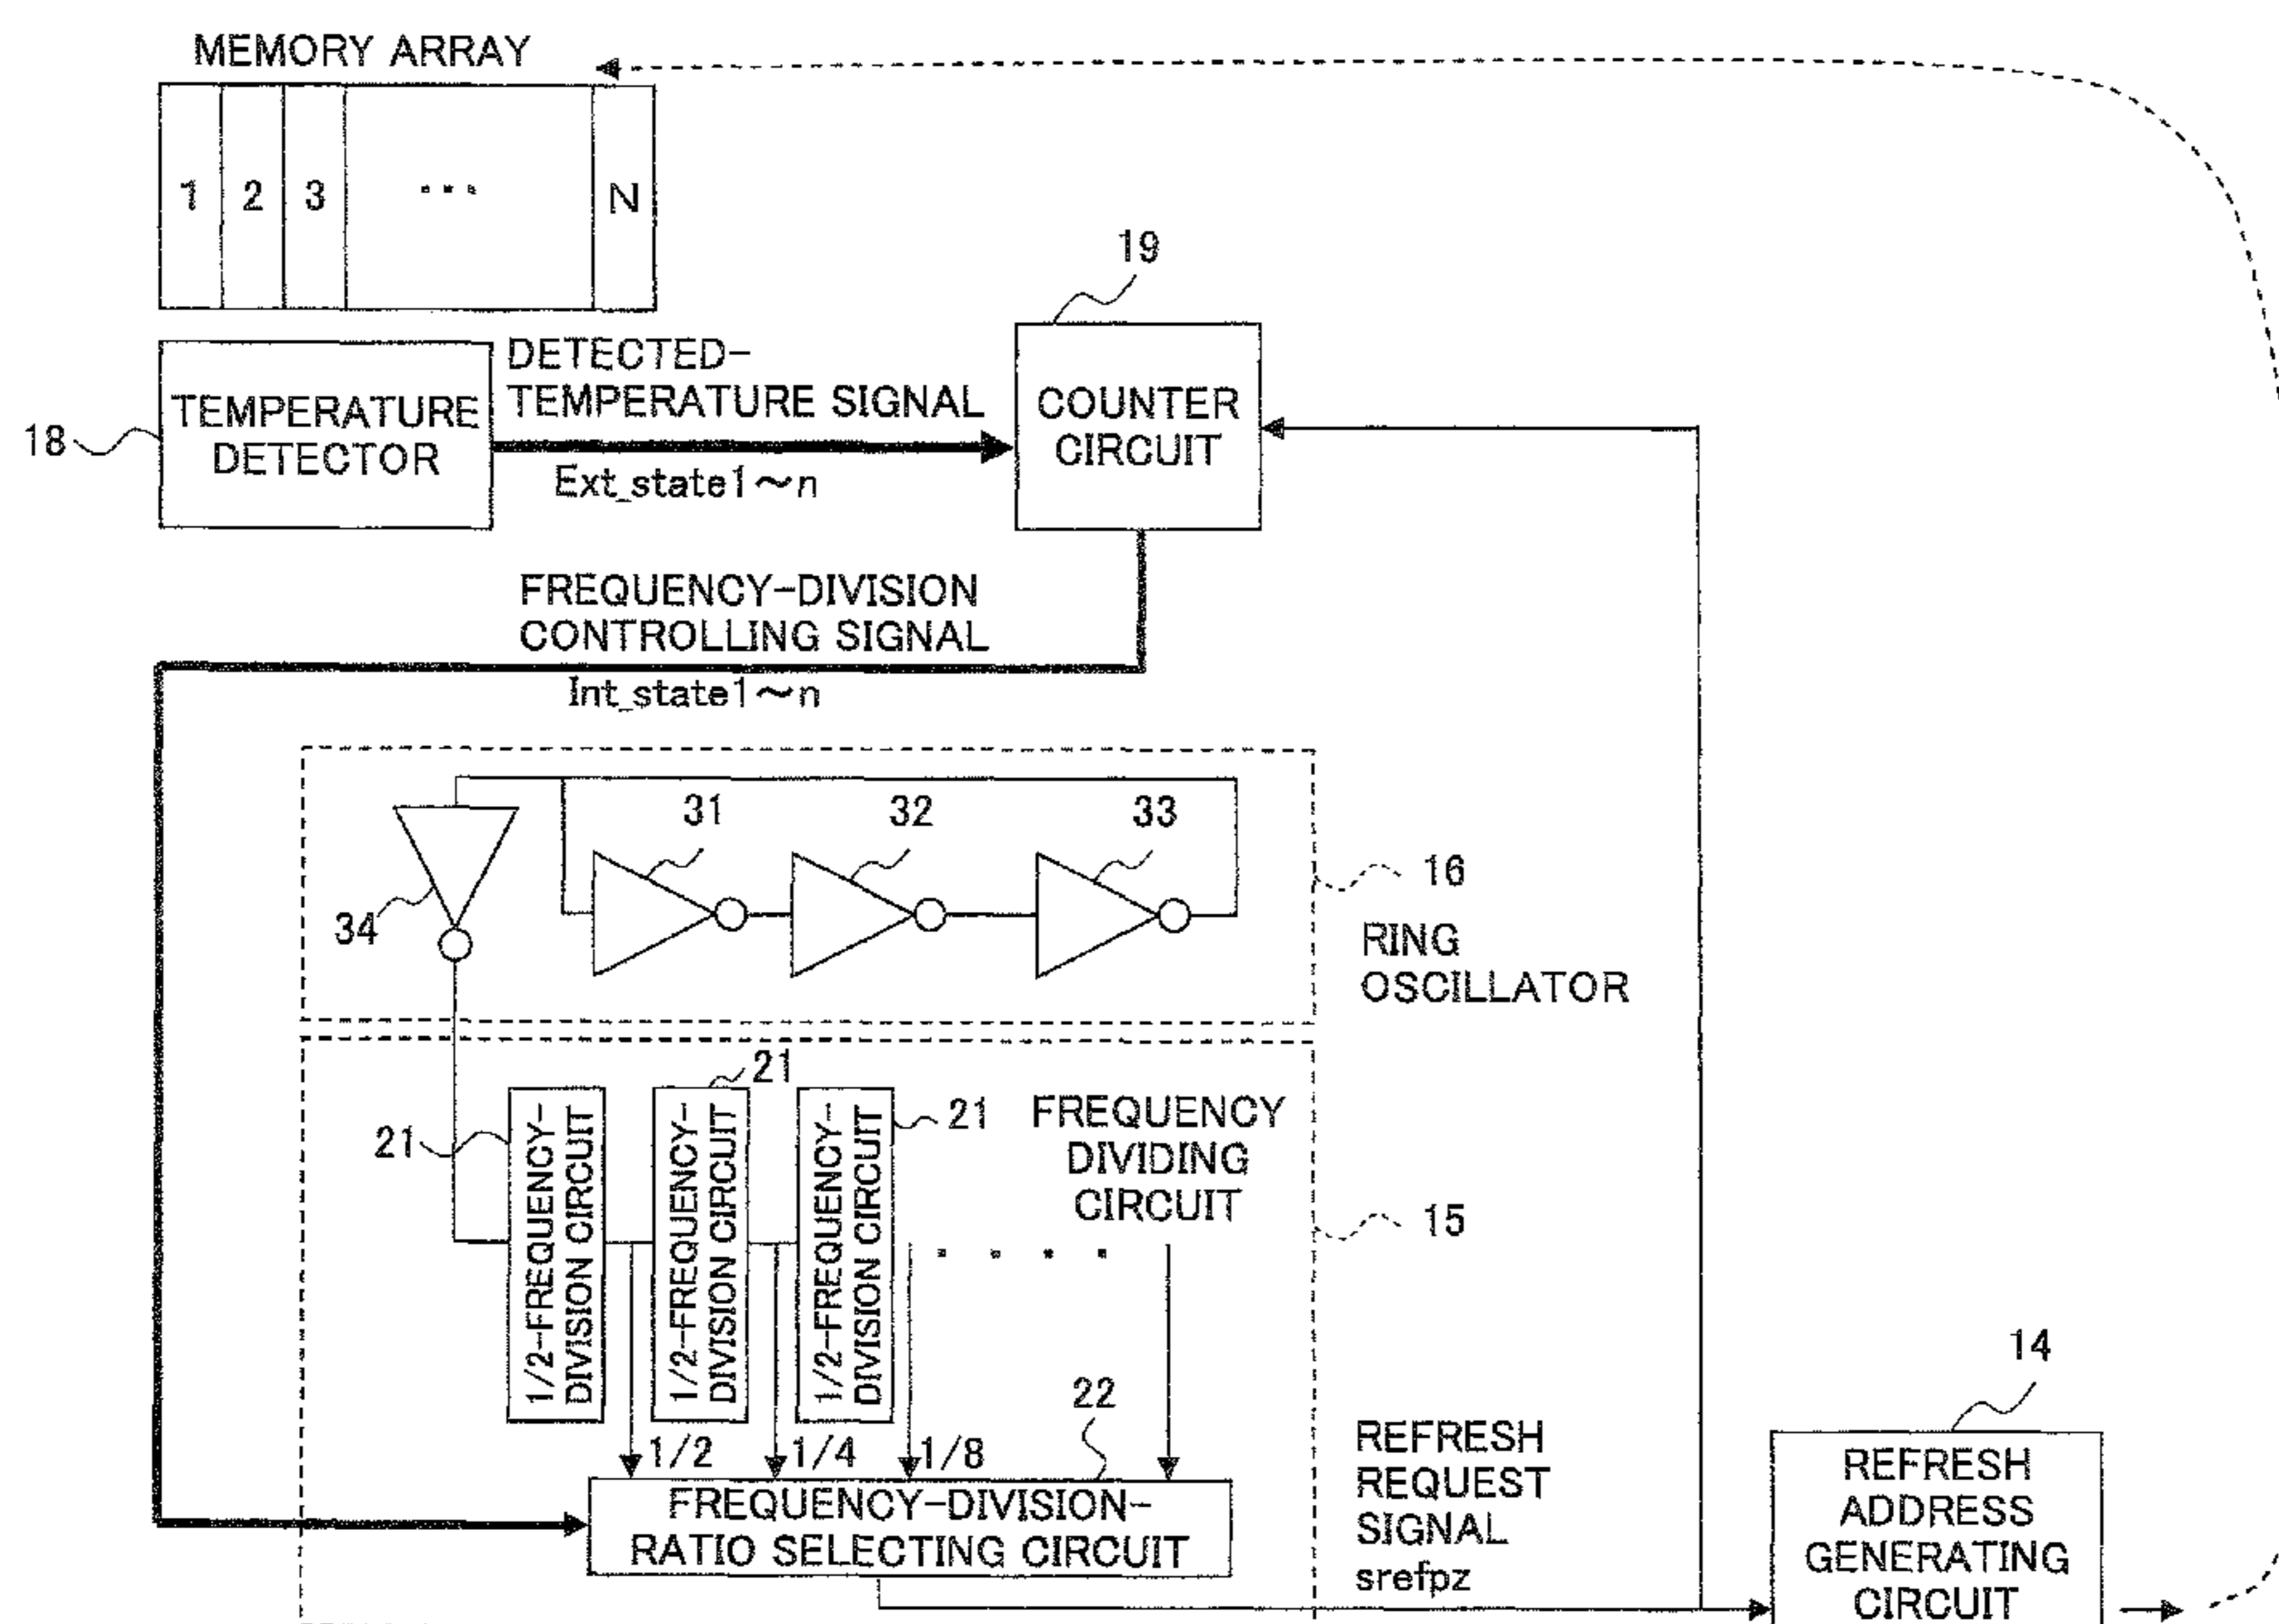 MEMORY ARRAY
1 2 3 ... N
19
DETECTED-
TEMPERATURE SIGNAL
TEMPERATURE
DETECTOR
18
Ext_state1～n
COUNTER
CIRCUIT
FREQUENCY-DIVISION
CONTROLLING SIGNAL
Int_state1～n
31
32
33
34
16
RING
OSCILLATOR
21
1/2-FREQUENCY-
DIVISION CIRCUIT
21
1/2-FREQUENCY-
DIVISION CIRCUIT
21
1/2-FREQUENCY-
DIVISION CIRCUIT
FREQUENCY
DIVIDING
CIRCUIT
15
1/2
1/4
1/8
22
FREQUENCY-DIVISION-
RATIO SELECTING CIRCUIT
REFRESH
REQUEST
SIGNAL
srefpz
14
REFRESH
ADDRESS
GENERATING
CIRCUIT